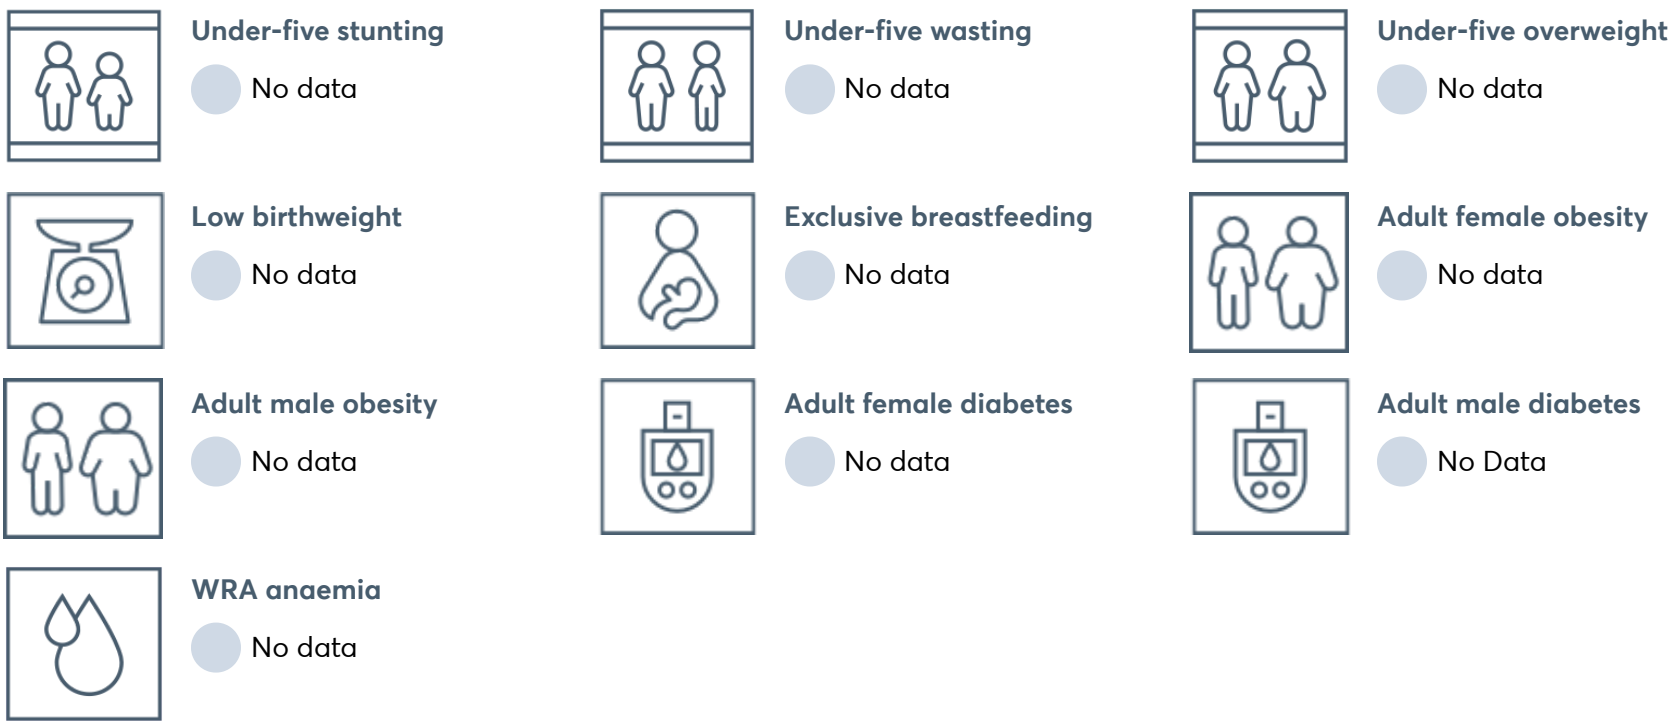 Under-five stunting
No data
Under-five wasting
No data
Under-five overweight
No data
Low birthweight
No data
Exclusive breastfeeding
No data
Adult female obesity
No data
Adult male obesity
No data
Adult female diabetes
No data
Adult male diabetes
No Data
WRA anaemia
No data